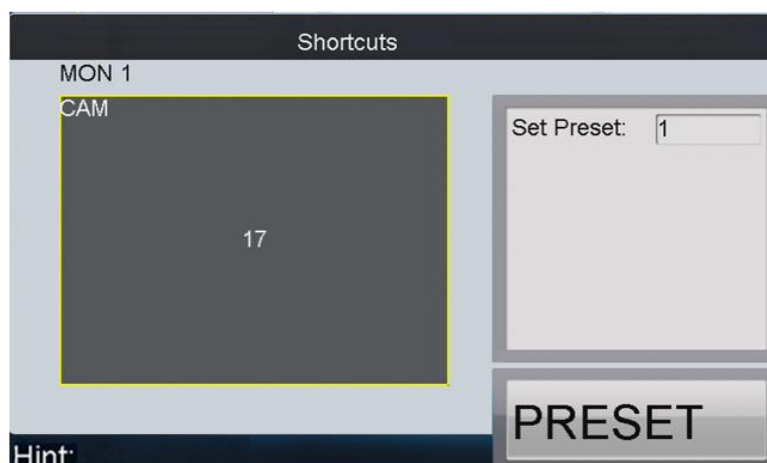 Shortcuts
MON 1
CAM
17
Set Preset: 1
PRESET
Hint: